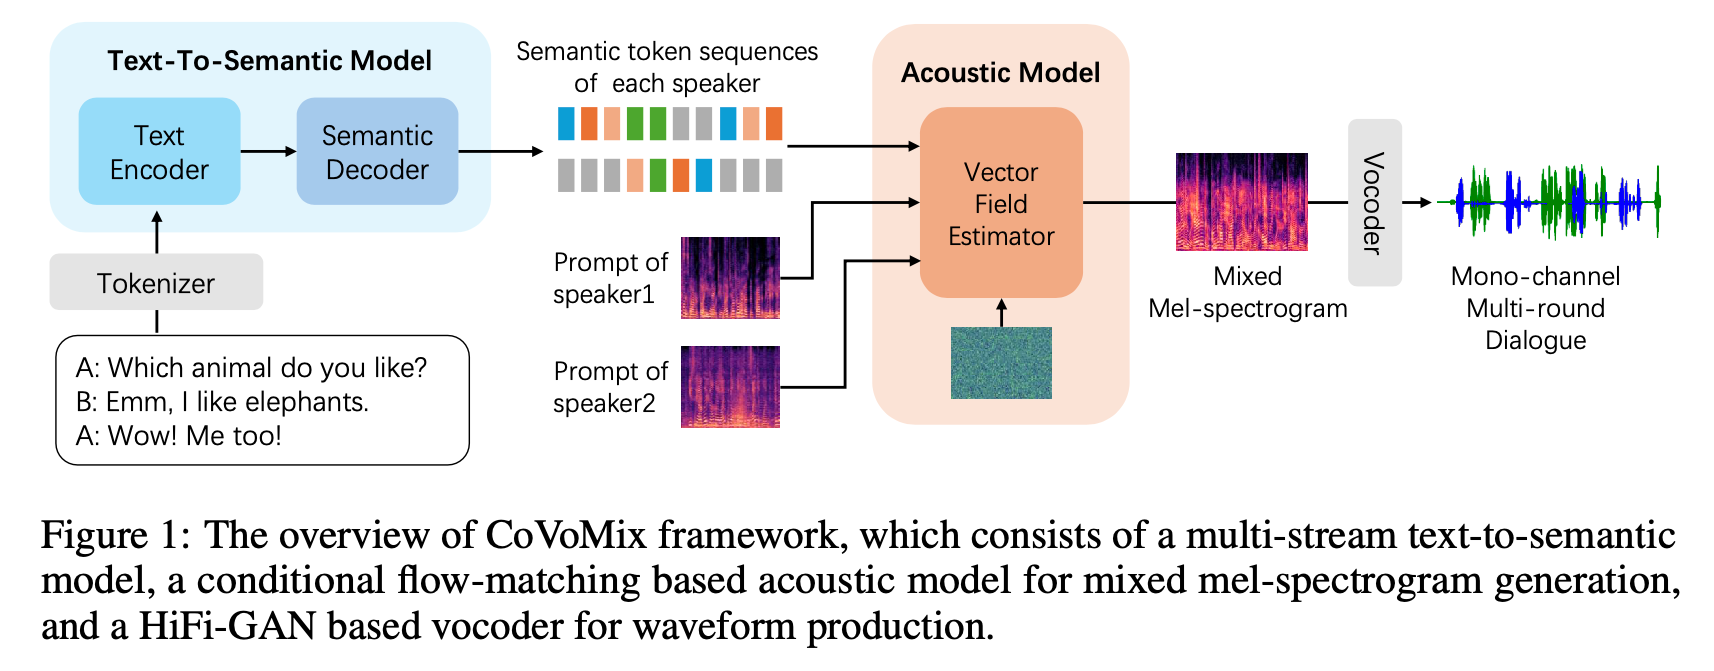 Text-To-Semantic Model
Text
Encoder
Semantic
Decoder
Tokenizer
A: Which animal do you like?
B: Emm, I like elephants.
A: Wow! Me too!
Semantic token sequences
of each speaker
Prompt of
speaker1
Prompt of
speaker2
Acoustic Model
Vector
Field
Estimator
Mixed
Mel-spectrogram
Vocoder
Mono-channel
Multi-round
Dialogue
Figure 1: The overview of CoVoMix framework, which consists of a multi-stream text-to-semantic
model, a conditional flow-matching based acoustic model for mixed mel-spectrogram generation,
and a HiFi-GAN based vocoder for waveform production.